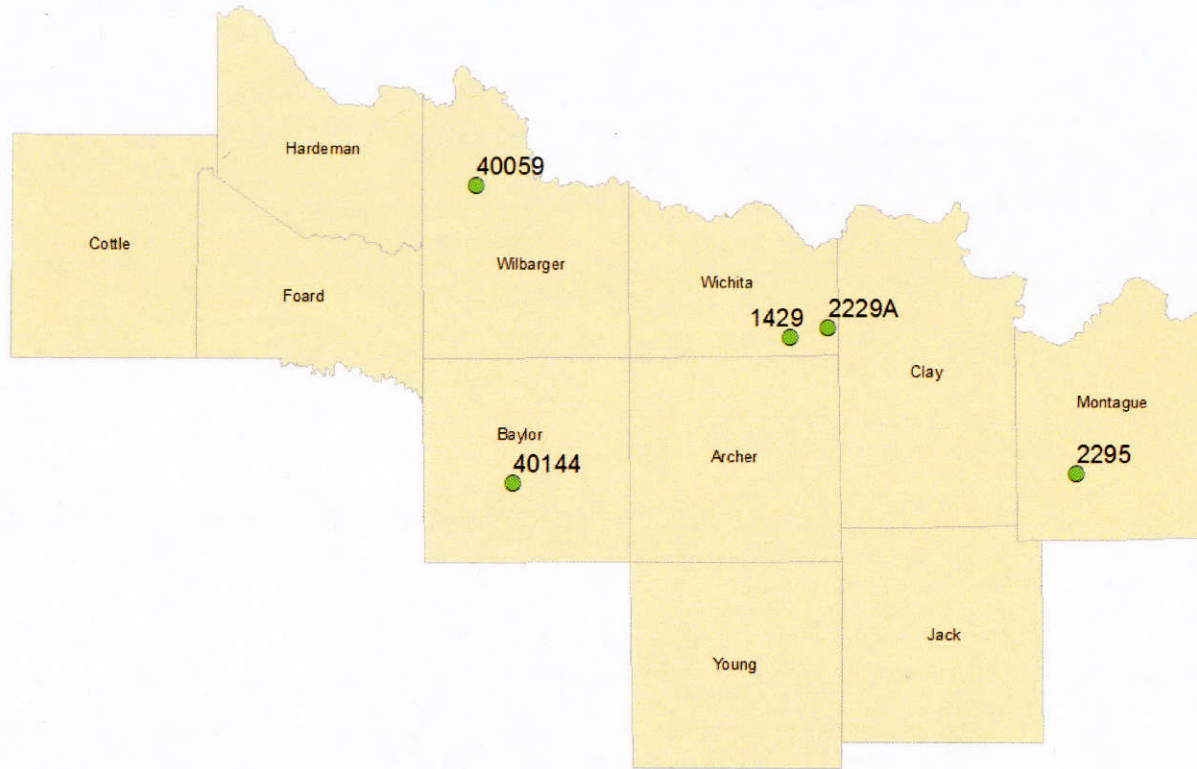 Hardeman
40059
Cottle
Wilbarger
Foard
Wichita
1429
2229A
Clay
Montague
Baylor
Archer
40144
2295
Jack
Young